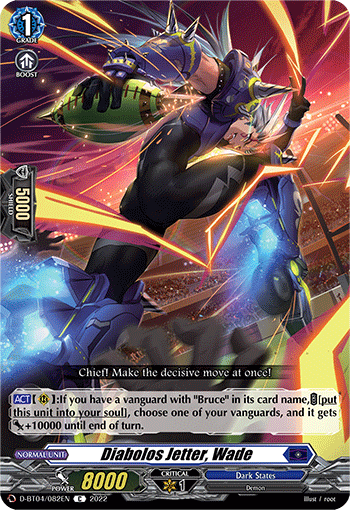 1
GRADE
BOOST
5000
SHIELD
Chief! Make the decisive move at once!
ACT【】:If you have a vanguard with "Bruce" in its card name, [put
this unit into your soul], choose one of your vanguards, and it gets
+10000 until end of turn.
NORMAL UNIT
Diabolos Jetter, Wade
POWER
8000
CRITICAL
1
Dark States
Demon
D-BT04/082EN C 2022
Illust / root